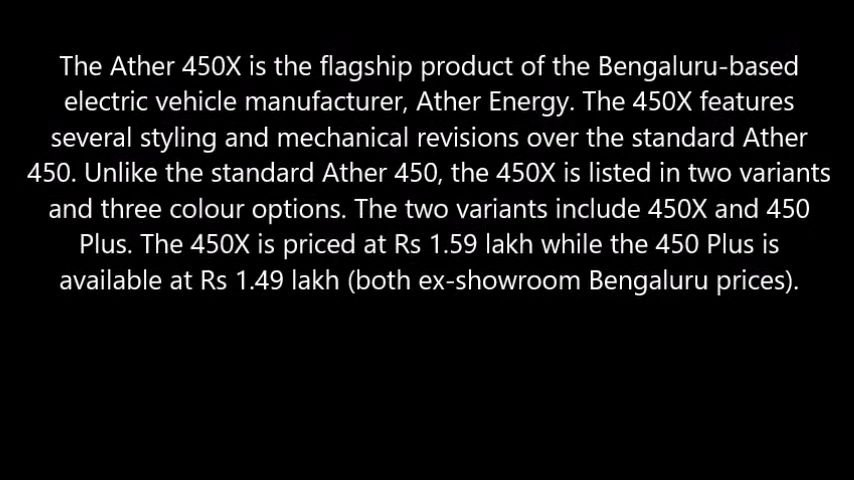 The Ather 450X is the flagship product of the Bengaluru-based
electric vehicle manufacturer, Ather Energy. The 450X features
several styling and mechanical revisions over the standard Ather
450. Unlike the standard Ather 450, the 450X is listed in two variants
and three colour options. The two variants include 450X and 450
Plus. The 450X is priced at Rs 1.59 lakh while the 450 Plus is
available at Rs 1.49 lakh (both ex-showroom Bengaluru prices).